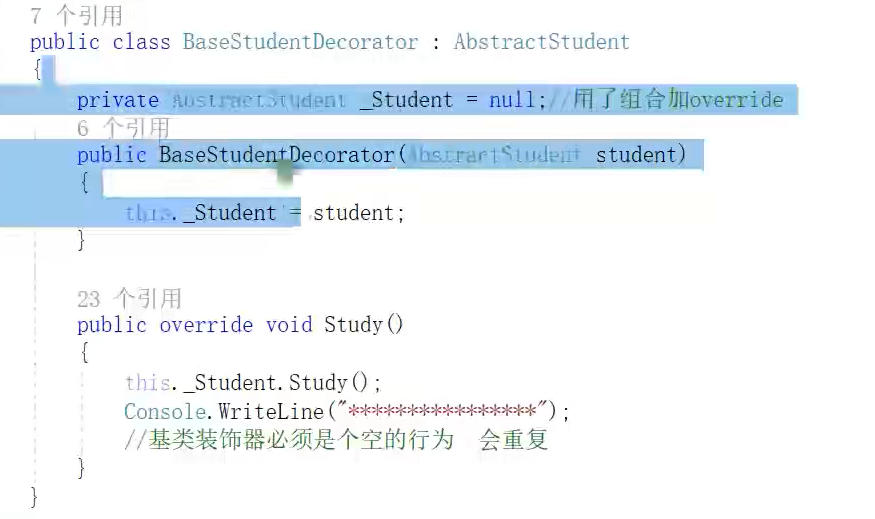 7 个引用
public class BaseStudentDecorator : AbstractStudent
{
private AbstractStudent _Student = null;//用了组合加override
6 个引用
public BaseStudentDecorator(AbstractStudent student)
{
this._Student = student;
}
23 个引用
public override void Study()
{
this._Student.Study();
Console.WriteLine("****************");
//基类装饰器必须是个空的行为 会重复
}
}